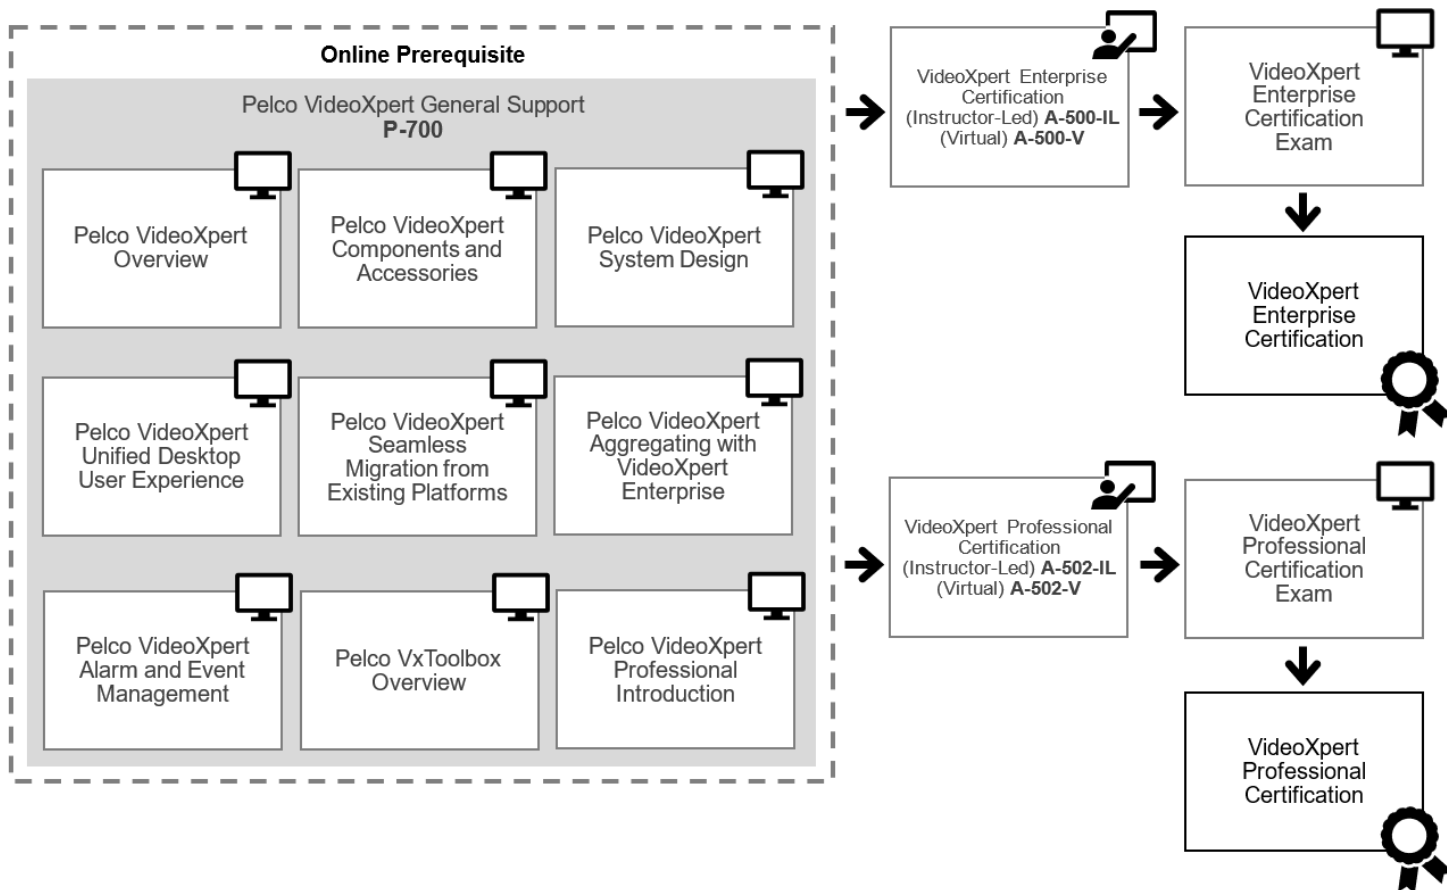 Online Prerequisite
Pelco VideoXpert General Support
P-700
Pelco VideoXpert
Overview
Pelco VideoXpert
Components and
Accessories
Pelco VideoXpert
System Design
Pelco VideoXpert
Unified Desktop
User Experience
Pelco VideoXpert
Seamless
Migration from
Existing Platforms
Pelco VideoXpert
Aggregating with
VideoXpert
Enterprise
Pelco VideoXpert
Alarm and Event
Management
Pelco VxToolbox
Overview
Pelco VideoXpert
Professional
Introduction
VideoXpert Enterprise
Certification
(Instructor-Led) A-500-IL
(Virtual) A-500-V
VideoXpert
Enterprise
Certification
Exam
VideoXpert
Enterprise
Certification
VideoXpert Professional
Certification
(Instructor-Led) A-502-IL
(Virtual) A-502-V
VideoXpert
Professional
Certification
Exam
VideoXpert
Professional
Certification